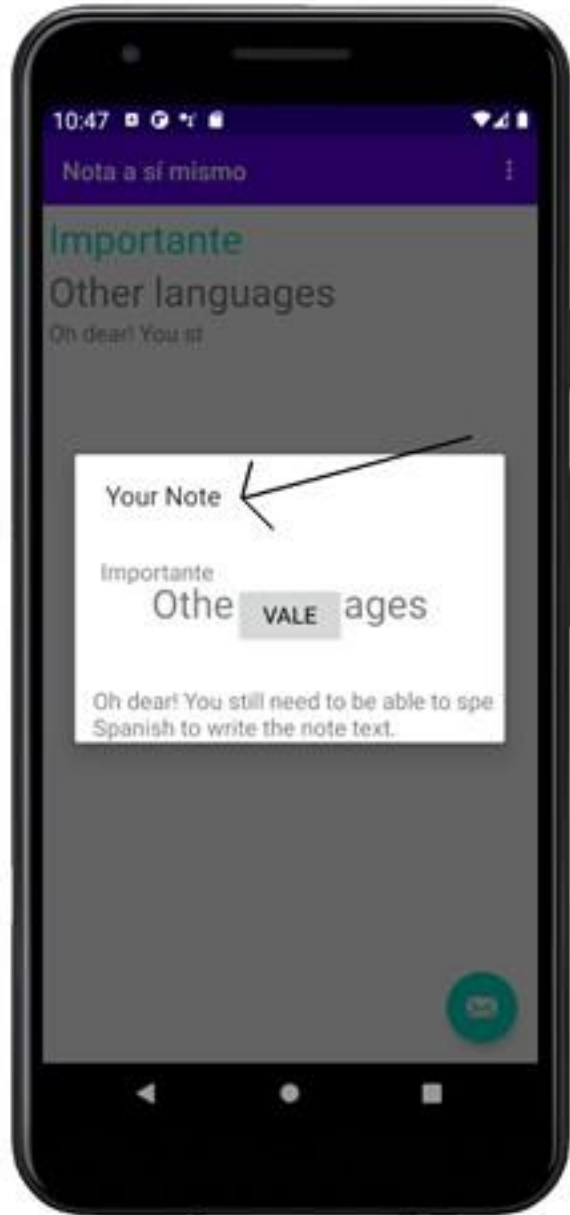 10:47
Nota a sí mismo
Importante
Other languages
Oh dear! You st
Your Note
Importante
Othe VALE ages
Oh dear! You still need to be able to spe
Spanish to write the note text.